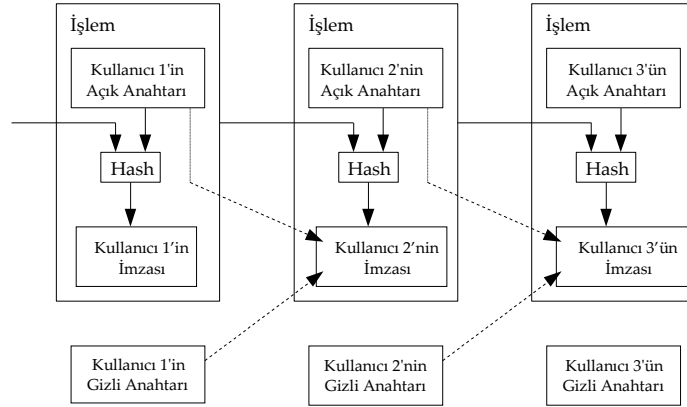 İşlem
Kullanıcı 1'in
Açık Anahtarı
Hash
Kullanıcı 1’in
İmzası
Kullanıcı 1'in
Gizli Anahtarı
İşlem
Kullanıcı 2'nin
Açık Anahtarı
Hash
Kullanıcı 2’nin
İmzası
Kullanıcı 2'nin
Gizli Anahtarı
İşlem
Kullanıcı 3'ün
Açık Anahtarı
Hash
Kullanıcı 3’ün
İmzası
Kullanıcı 3'ün
Gizli Anahtarı